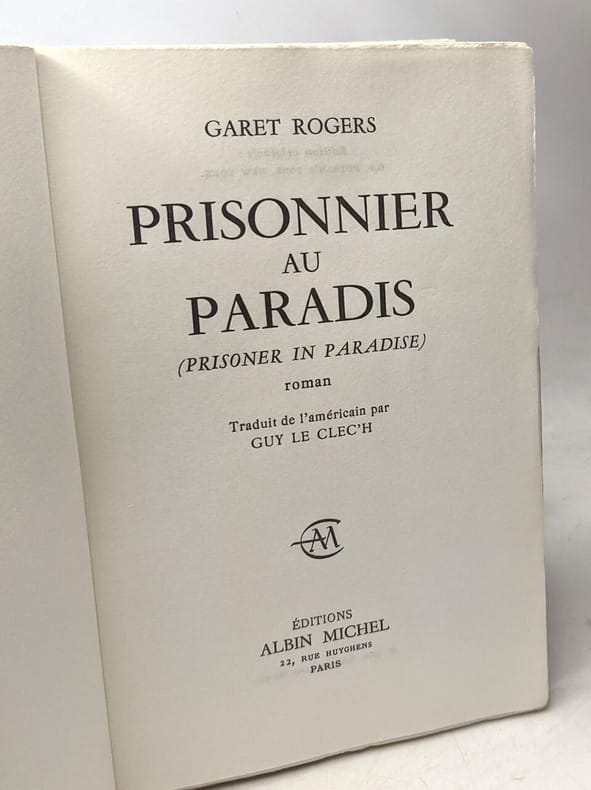 GARET ROGERS
PRISONNIER
AU
PARADIS
(PRISONER IN PARADISE)
roman
Traduit de l'américain par
GUY LE CLEC'H
AM
ÉDITIONS
ALBIN MICHEL
22, RUE HUYGHENS
PARIS